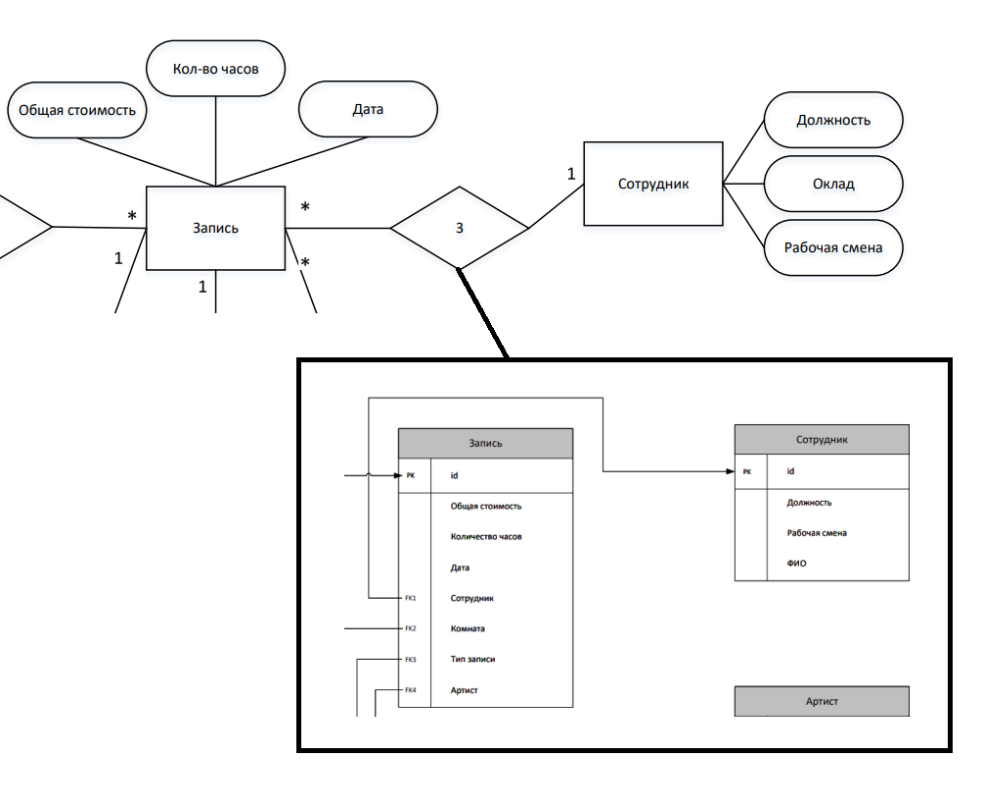 Кол-во часов
Общая стоимость
Дата
Должность
1
Сотрудник
Оклад
*
*
Запись
3
1
*
Рабочая смена
1
Запись
Сотрудник
PK
id
PK
id
Общая стоимость
Должность
Количество часов
Рабочая смена
Дата
ФИО
FK1
Сотрудник
FK2
Комната
FK3
Тип записи
FK4
Артист
Артист